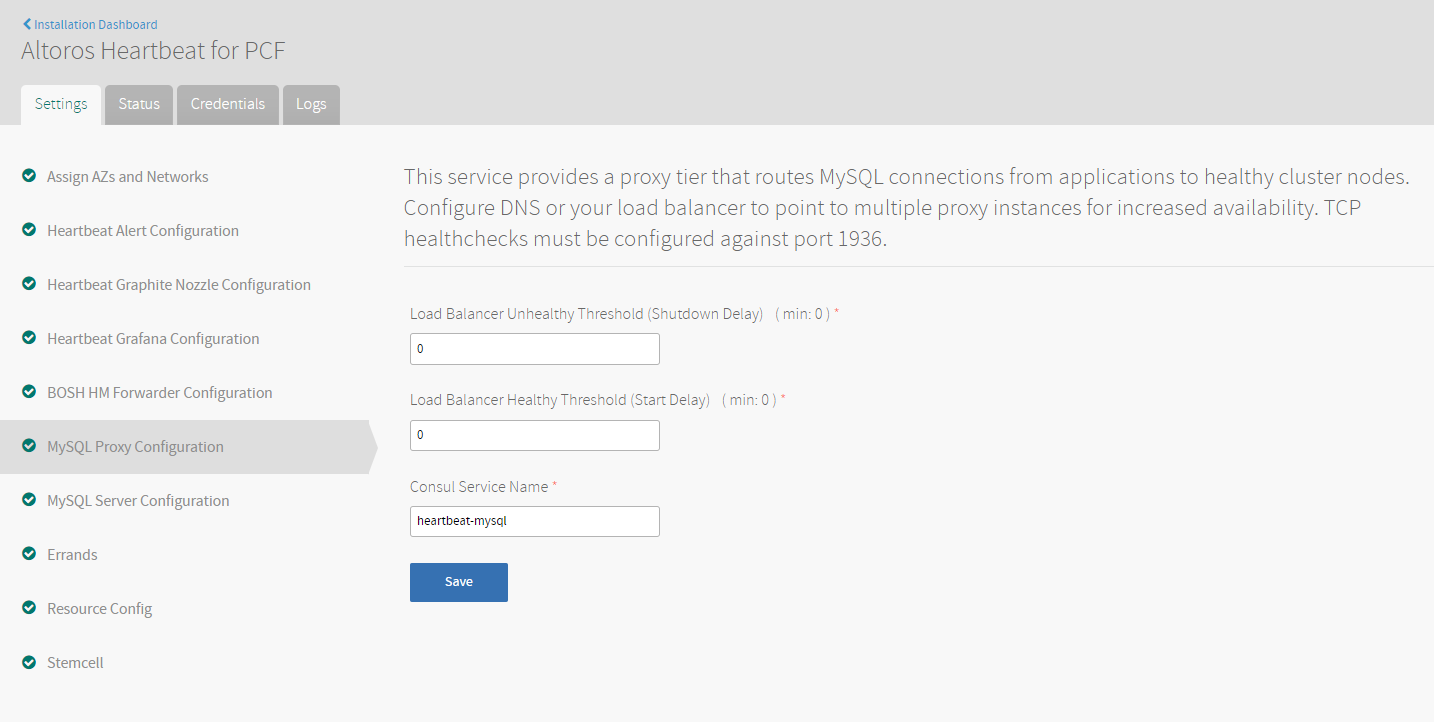 Installation Dashboard
Altoros Heartbeat for PCF
Settings
Status
Credentials
Logs
Assign AZs and Networks
Heartbeat Alert Configuration
Heartbeat Graphite Nozzle Configuration
Heartbeat Grafana Configuration
BOSH HM Forwarder Configuration
MySQL Proxy Configuration
MySQL Server Configuration
Errands
Resource Config
Stemcell
This service provides a proxy tier that routes MySQL connections from applications to healthy cluster nodes.
Configure DNS or your load balancer to point to multiple proxy instances for increased availability. TCP
healthchecks must be configured against port 1936.
Load Balancer Unhealthy Threshold (Shutdown Delay) ( min: 0 ) *
0
Load Balancer Healthy Threshold (Start Delay) ( min: 0 ) *
0
Consul Service Name *
heartbeat-mysql
Save